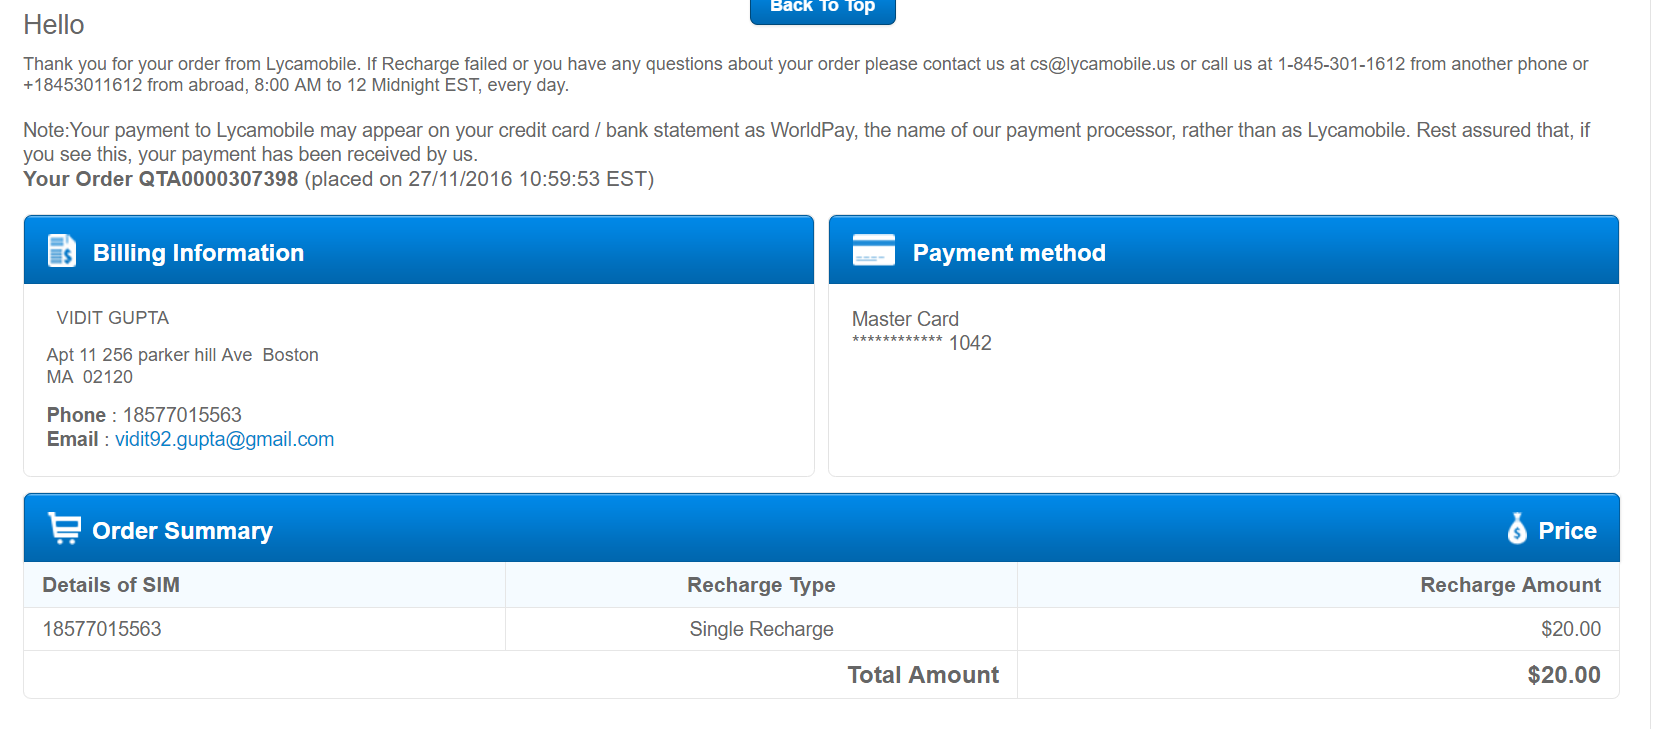 Back To Top
Hello
Thank you for your order from Lycamobile. If Recharge failed or you have any questions about your order please contact us at cs@lycamobile.us or call us at 1-845-301-1612 from another phone or
+18453011612 from abroad, 8:00 AM to 12 Midnight EST, every day.
Note:Your payment to Lycamobile may appear on your credit card / bank statement as WorldPay, the name of our payment processor, rather than as Lycamobile. Rest assured that, if
you see this, your payment has been received by us.
Your Order QTA0000307398 (placed on 27/11/2016 10:59:53 EST)
Billing Information
VIDIT GUPTA
Apt 11 256 parker hill Ave  Boston
MA  02120
Phone : 18577015563
Email : vidit92.gupta@gmail.com
Payment method
Master Card
************ 1042
Order Summary
Price
Details of SIM
Recharge Type
Recharge Amount
18577015563
Single Recharge
$20.00
Total Amount
$20.00